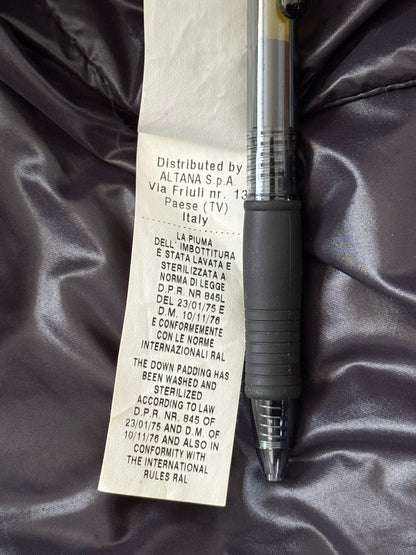 Distributed by
ALTANA S.p.A.
Via Friuli nr. 13
Paese (TV)
Italy
LA PIUMA
DELL' IMBOTTITURA
E STATA LAVATA E
STERILIZZATA A
NORMA DI LEGGE
D.P.R. NR 845L
DEL 23/01/75 E
D.M. 10/11/76
E CONFORMEMENTE
CON LE NORME
INTERNAZIONALI RAL
THE DOWN PADDING HAS
BEEN WASHED AND
STERILIZED
ACCORDING TO LAW
D.P.R. NR. 845 OF
23/01/75 AND D.M. OF
10/11/76 AND ALSO IN
CONFORMITY WITH
THE INTERNATIONAL
RULES RAL